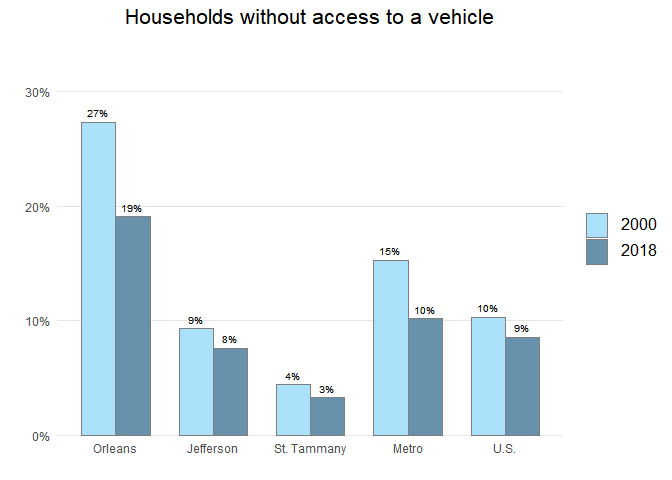 Households without access to a vehicle
30%
20%
10%
0%
27%
19%
9%
8%
4%
3%
15%
10%
10%
9%
Orleans
Jefferson
St. Tammany
Metro
U.S.
2000
2018